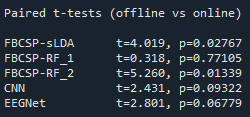 Paired t-tests (offline vs online)
FBCSP-sLDA t=4.019, p=0.02767
FBCSP-RF_1 t=0.318, p=0.77105
FBCSP-RF_2 t=5.260, p=0.01339
CNN t=2.431, p=0.09322
EEGNet t=2.801, p=0.06779